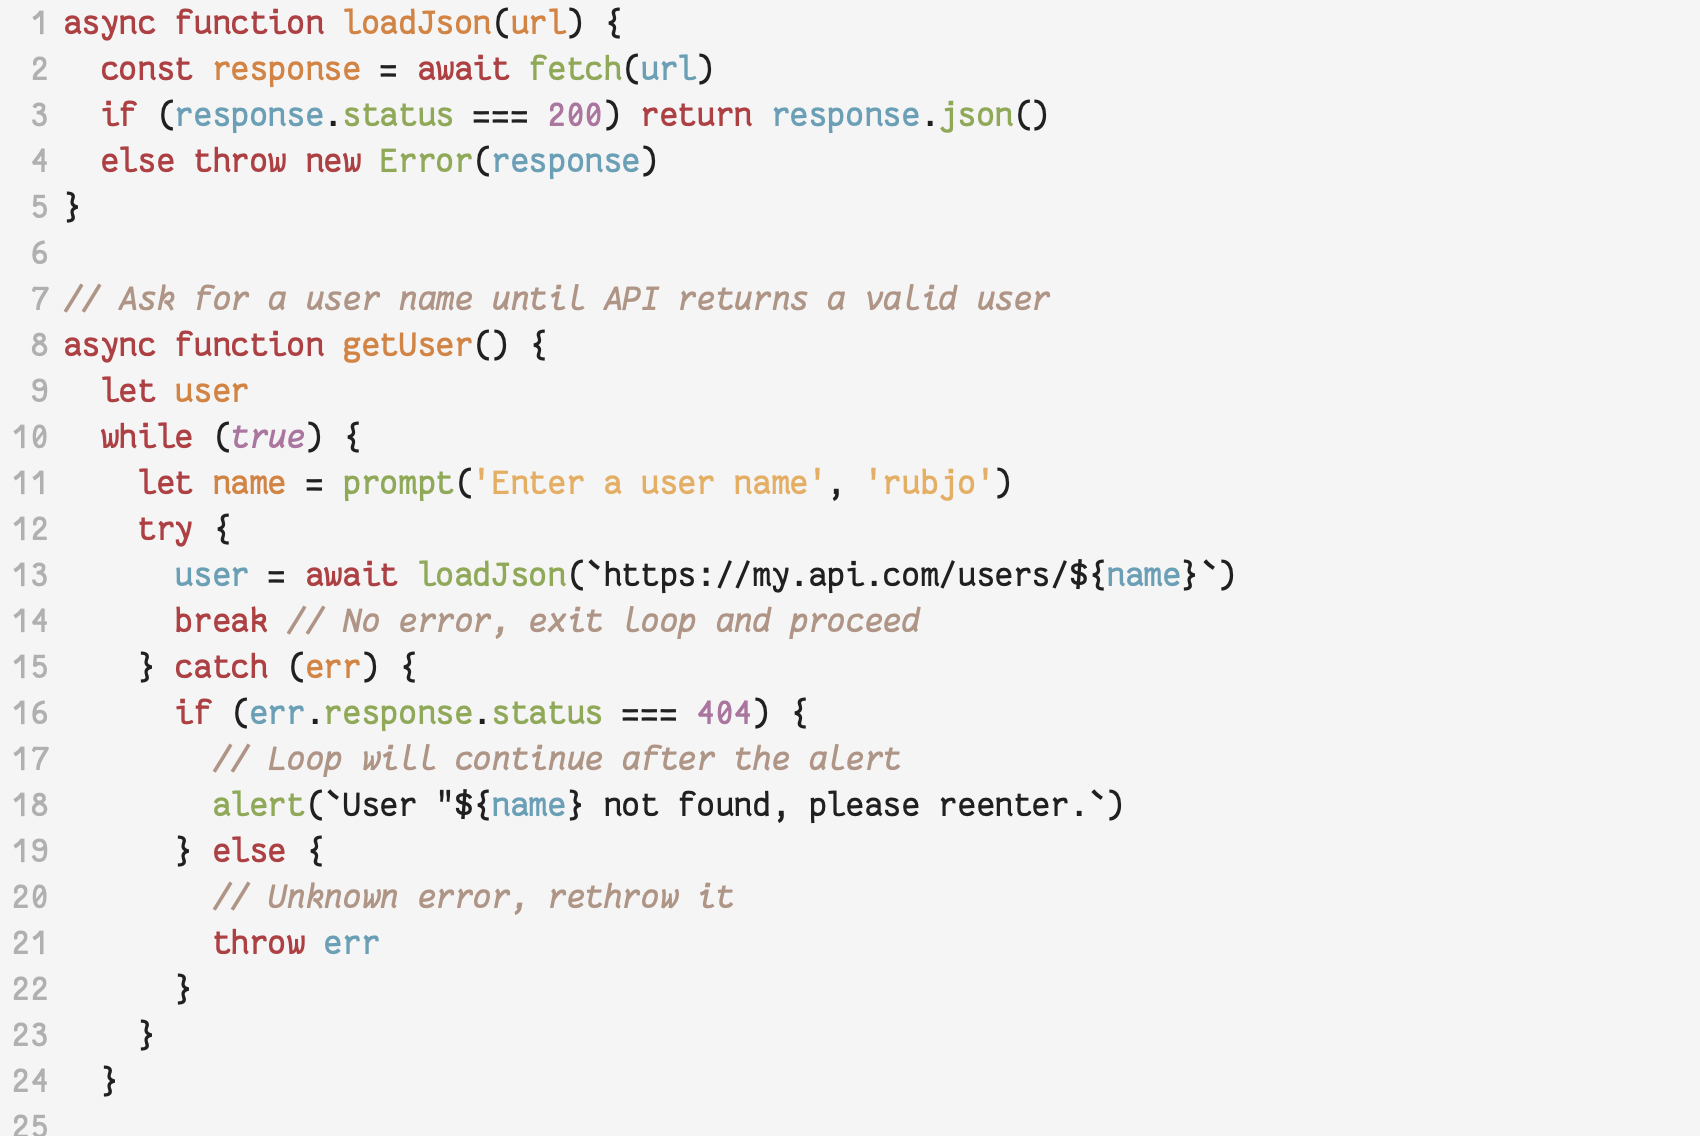 1 async function loadJson(url) {
2   const response = await fetch(url)
3   if (response.status === 200) return response.json()
4   else throw new Error(response)
5 }
6
7 // Ask for a user name until API returns a valid user
8 async function getUser() {
9   let user
10   while (true) {
11     let name = prompt('Enter a user name', 'rubjo')
12     try {
13       user = await loadJson(`https://my.api.com/users/${name}`)
14       break // No error, exit loop and proceed
15     } catch (err) {
16       if (err.response.status === 404) {
17         // Loop will continue after the alert
18         alert(`User "${name} not found, please reenter.`)
19       } else {
20         // Unknown error, rethrow it
21         throw err
22       }
23     }
24   }
25